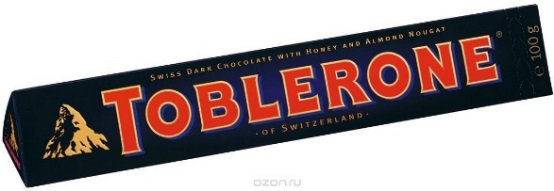 SWISS DARK CHOCOLATE WITH HONEY AND ALMOND NOUGAT
TOBLERONE®
· OF SWITZERLAND ·
℮ 100 g
ozon.ru